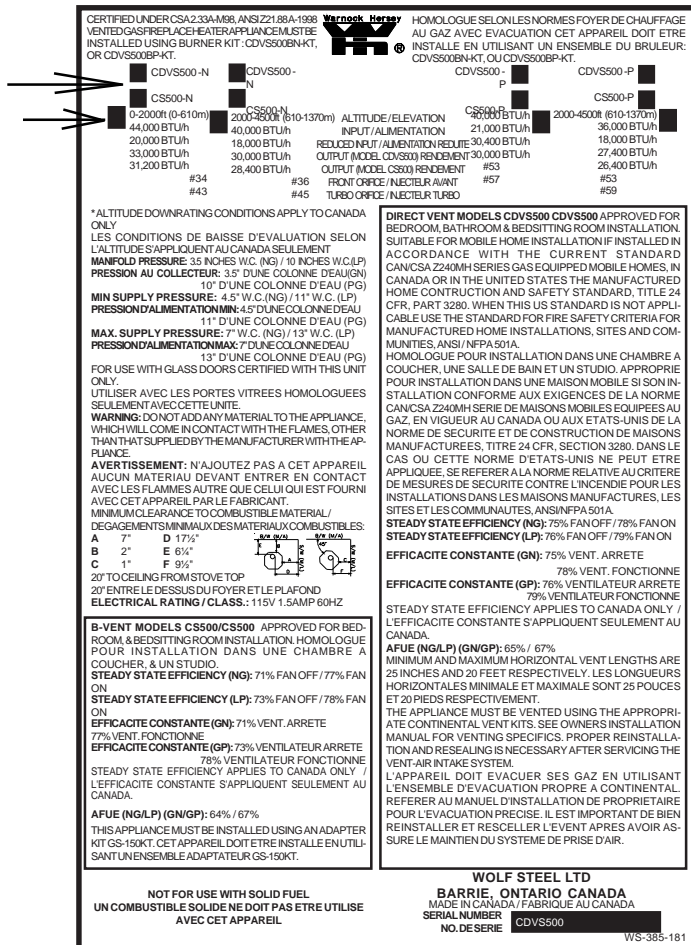 CERTIFIED UNDER CSA 2.33A-M98, ANSI Z21.88A-1998
VENTED GAS FIREPLACE HEATER APPLIANCE MUST BE
INSTALLED USING BURNER KIT : CDVS500BN-KT,
OR CDVS500BP-KT.
Warnock Hersey
®
HOMOLOGUE SELON LES NORMES FOYER DE CHAUFFAGE
AU GAZ AVEC EVACUATION CET APPAREIL DOIT ETRE
INSTALLE EN UTILISANT UN ENSEMBLE DU BRULEUR:
CDVS500BN-KT, OU CDVS500BP-KT.
CDVS500 -N
CDVS500 -
N
CDVS500 -
P
CDVS500 -P
CS500-N
CS500-N
CS500-P
CS500-P
0-2000ft (0-610m)
44,000 BTU/h
20,000 BTU/h
33,000 BTU/h
31,200 BTU/h
#34
#43
2000-4500ft (610-1370m)
40,000 BTU/h
18,000 BTU/h
30,000 BTU/h
28,400 BTU/h
#36
#45
ALTITUDE/ELEVATION
INPUT/ALIMENTATION
REDUCED INPUT / ALIMENTATION REDUITE
OUTPUT (MODEL CDVS500) RENDEMENT
OUTPUT (MODEL CS500) RENDEMENT
FRONT ORIFICE / INJECTEUR AVANT
TURBO ORIFICE / INJECTEUR TURBO
40,000 BTU/h
21,000 BTU/h
30,400 BTU/h
30,000 BTU/h
#53
#57
2000-4500ft (610-1370m)
36,000 BTU/h
18,000 BTU/h
27,400 BTU/h
26,400 BTU/h
#53
#59
*ALTITUDE DOWNRATING CONDITIONS APPLY TO CANADA
ONLY
LES CONDITIONS DE BAISSE D'EVALUATION SELON
L'ALTITUDE S'APPLIQUENT AU CANADA SEULEMENT
MANIFOLD PRESSURE: 3.5 INCHES W.C. (NG) / 10 INCHES W.C.(LP)
PRESSION AU COLLECTEUR: 3.5" D'UNE COLONNE D'EAU(GN)
10" D'UNE COLONNE D'EAU (PG)
MIN SUPPLY PRESSURE: 4.5" W.C.(NG) / 11" W.C. (LP)
PRESSION D'ALIMENTATION MIN: 4.5" D'UNE COLONNE D'EAU
11" D'UNE COLONNE D'EAU (PG)
MAX. SUPPLY PRESSURE: 7" W.C. (NG) / 13" W.C. (LP)
PRESSION D'ALIMENTATION MAX: 7" D'UNE COLONNE D'EAU
13" D'UNE COLONNE D'EAU (PG)
FOR USE WITH GLASS DOORS CERTIFIED WITH THIS UNIT
ONLY.
UTILISER AVEC LES PORTES VITREES HOMOLOGUEES
SEULEMENT AVEC CETTE UNITE.
WARNING: DO NOT ADD ANY MATERIAL TO THE APPLIANCE,
WHICH WILL COME IN CONTACT WITH THE FLAMES, OTHER
THAN THAT SUPPLIED BY THE MANUFACTURER WITH THE AP-
PLIANCE.
AVERTISSEMENT: N'AJOUTEZ PAS A CET APPAREIL
AUCUN MATERIAU DEVANT ENTRER EN CONTACT
AVEC LES FLAMMES AUTRE QUE CELUI QUI EST FOURNI
AVEC CET APPAREIL PAR LE FABRICANT.
MINIMUM CLEARANCE TO COMBUSTIBLE MATERIAL /
DEGAGEMENTS MINIMAUX DES MATERIAUX COMBUSTIBLES:
A 7" D 17½"
B 2" E 6¼"
C 1" F 9½"
20" TO CEILING FROM STOVE TOP
20" ENTRE LE DESSUS DU FOYER ET LE PLAFOND
ELECTRICAL RATING / CLASS.: 115V 1.5AMP 60HZ
B-VENT MODELS CS500/CS500 APPROVED FOR BED-
ROOM, & BEDSITTING ROOM INSTALLATION. HOMOLOGUE
POUR INSTALLATION DANS UNE CHAMBRE A
COUCHER, & UN STUDIO.
STEADY STATE EFFICIENCY (NG): 71% FAN OFF / 77% FAN
ON
STEADY STATE EFFICIENCY (LP): 73% FAN OFF / 78% FAN
ON
EFFICACITE CONSTANTE (GN): 71% VENT. ARRETE
77% VENT. FONCTIONNE
EFFICACITE CONSTANTE (GP): 73% VENTILATEUR ARRETE
78% VENTILATEUR FONCTIONNE
STEADY STATE EFFICIENCY APPLIES TO CANADA ONLY /
L'EFFICACITE CONSTANTE S'APPLIQUENT SEULEMENT AU
CANADA.
AFUE (NG/LP) (GN/GP): 64% / 67%
THIS APPLIANCE MUST BE INSTALLED USING AN ADAPTER
KIT GS-150KT. CET APPAREIL DOIT ETRE INSTALLE EN UTILI-
SANT UN ENSEMBLE ADAPTATEUR GS-150KT.
DIRECT VENT MODELS CDVS500 CDVS500 APPROVED FOR
BEDROOM, BATHROOM & BEDSITTING ROOM INSTALLATION.
SUITABLE FOR MOBILE HOME INSTALLATION IF INSTALLED IN
ACCORDANCE WITH THE CURRENT STANDARD
CAN/CSA Z240MH SERIES GAS EQUIPPED MOBILE HOMES, IN
CANADA OR IN THE UNITED STATES THE MANUFACTURED
HOME CONTRUCTION AND SAFETY STANDARD, TITLE 24
CFR, PART 3280. WHEN THIS US STANDARD IS NOT APPLI-
CABLE USE THE STANDARD FOR FIRE SAFETY CRITERIA FOR
MANUFACTURED HOME INSTALLATIONS, SITES AND COM-
MUNITIES, ANSI / NFPA 501A.
HOMOLOGUE POUR INSTALLATION DANS UNE CHAMBRE A
COUCHER, UNE SALLE DE BAIN ET UN STUDIO. APPROPRIE
POUR INSTALLATION DANS UNE MAISON MOBILE SI SON IN-
STALLATION CONFORME AUX EXIGENCES DE LA NORME
CAN/CSA Z240MH SERIE DE MAISONS MOBILES EQUIPEES AU
GAZ, EN VIGUEUR AU CANADA OU AUX ETATS-UNIS DE LA
NORME DE SECURITE ET DE CONSTRUCTION DE MAISONS
MANUFACTUREES, TITRE 24 CFR, SECTION 3280. DANS LE
CAS OU CETTE NORME D'ETATS-UNIS NE PEUT ETRE
APPLIQUEE, SE REFERER A LA NORME RELATIVE AU CRITERE
DE MESURES DE SECURITE CONTRE L'INCENDIE POUR LES
INSTALLATIONS DANS LES MAISONS MANUFACTURES, LES
SITES ET LES COMMUNAUTES, ANSI/NFPA 501A.
STEADY STATE EFFICIENCY (NG): 75% FAN OFF / 78% FAN ON
STEADY STATE EFFICIENCY (LP): 76% FAN OFF / 79% FAN ON
EFFICACITE CONSTANTE (GN): 75% VENT. ARRETE
78% VENT. FONCTIONNE
EFFICACITE CONSTANTE (GP): 76% VENTILATEUR ARRETE
79% VENTILATEUR FONCTIONNE
STEADY STATE EFFICIENCY APPLIES TO CANADA ONLY /
L'EFFICACITE CONSTANTE S'APPLIQUENT SEULEMENT AU
CANADA.
AFUE (NG/LP) (GN/GP): 65% / 67%
MINIMUM AND MAXIMUM HORIZONTAL VENT LENGTHS ARE
25 INCHES AND 20 FEET RESPECTIVELY. LES LONGUEURS
HORIZONTALES MINIMALE ET MAXIMALE SONT 25 POUCES
ET 20 PIEDS RESPECTIVEMENT.
THE APPLIANCE MUST BE VENTED USING THE APPROPRI-
ATE CONTINENTAL VENT KITS. SEE OWNERS INSTALLATION
MANUAL FOR VENTING SPECIFICS. PROPER REINSTALLA-
TION AND RESEALING IS NECESSARY AFTER SERVICING THE
VENT-AIR INTAKE SYSTEM.
L'APPAREIL DOIT EVACUER SES GAZ EN UTILISANT
L'ENSEMBLE D'EVACUATION PROPRE A CONTINENTAL.
REFERER AU MANUEL D'INSTALLATION DE PROPRIETAIRE
POUR L'EVACUATION PRECISE. IL EST IMPORTANT DE BIEN
REINSTALLER ET RESCELLER L'EVENT APRES AVOIR AS-
SURE LE MAINTIEN DU SYSTEME DE PRISE D'AIR.
NOT FOR USE WITH SOLID FUEL
UN COMBUSTIBLE SOLIDE NE DOIT PAS ETRE UTILISE
AVEC CET APPAREIL
WOLF STEEL LTD
BARRIE, ONTARIO CANADA
MADE IN CANADA / FABRIQUE AU CANADA
SERIAL NUMBER
NO. DE SERIE
CDVS500
WS-385-181